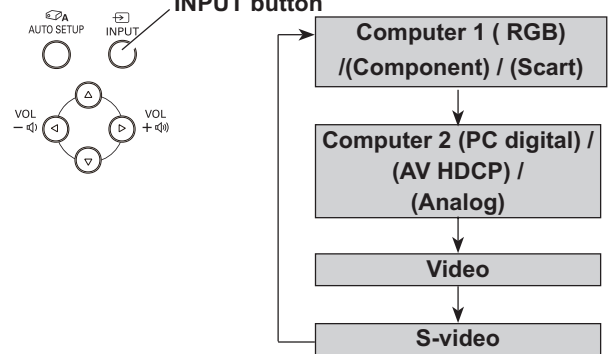 INPUT button
A
AUTO SETUP
INPUT
VOL
–
VOL
+
Computer 1 ( RGB)
/(Component) / (Scart)
Computer 2 (PC digital) /
(AV HDCP) /
(Analog)
Video
S-video